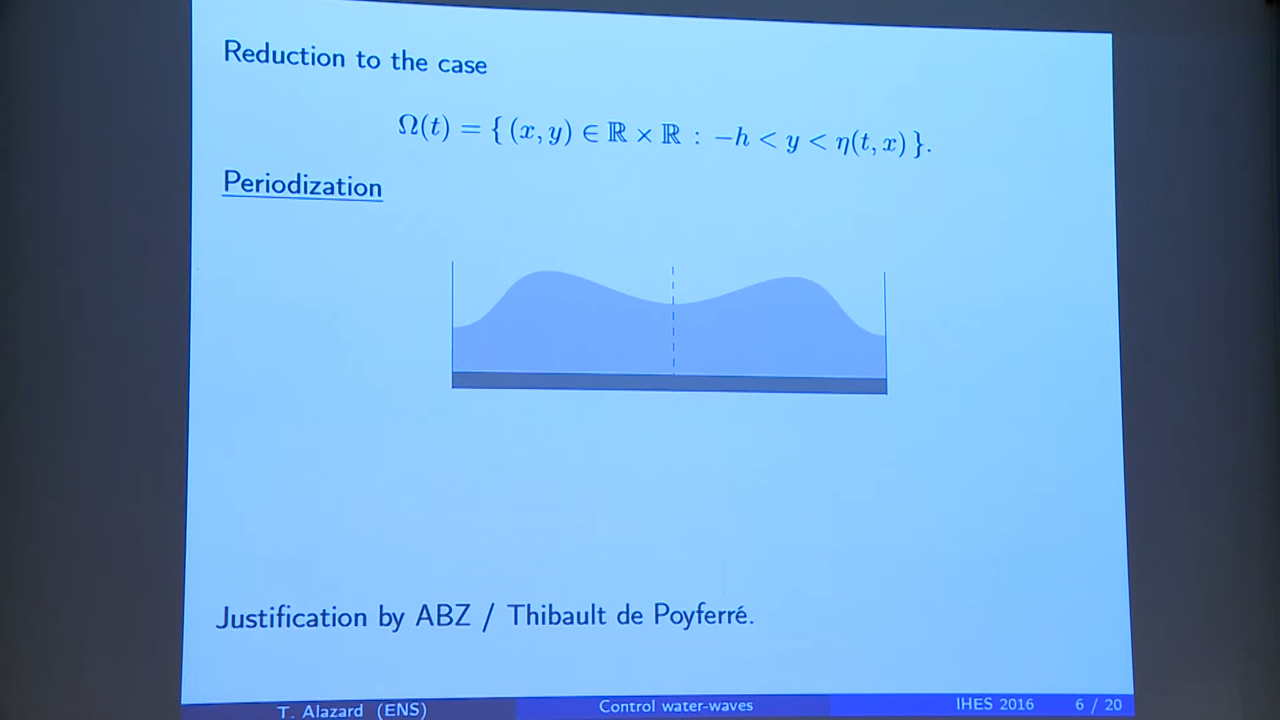 Reduction to the case
Ω(t) = { (x, y) ∈ ℝ × ℝ : −h < y < η(t, x) }.
Periodization
Justification by ABZ / Thibault de Poyferré.
T. Alazard (ENS) Control water-waves IHES 2016 6 / 20